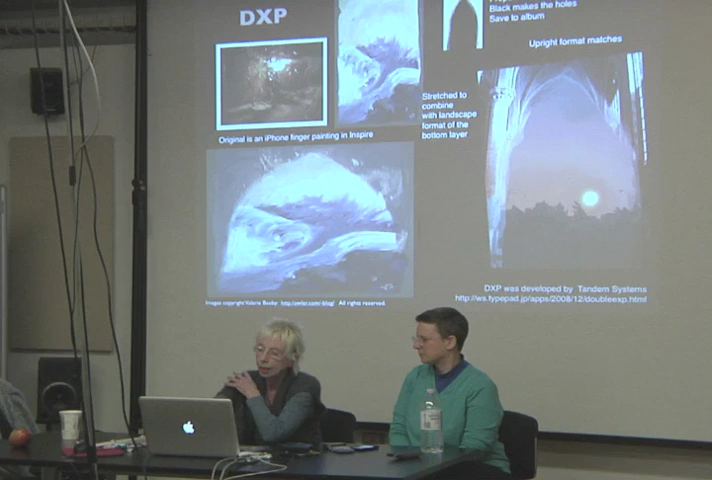 DXP
Black makes the holes
Save to album
Upright format matches
Stretched to
combine
with landscape
format of the
bottom layer
Original is an iPhone finger painting in Inspire
DXP was developed by Tandem Systems
http://ws.typepad.jp/apps/2008/12/doubleexp.html
All rights reserved.